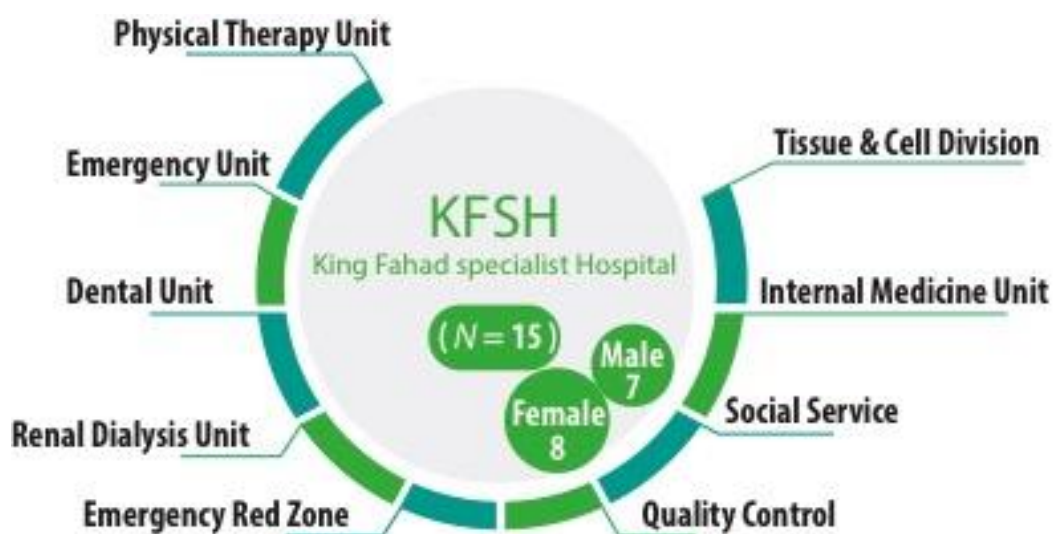 Physical Therapy Unit
Emergency Unit
Dental Unit
Renal Dialysis Unit
Emergency Red Zone
KFSH
King Fahad specialist Hospital
(N = 15)
Male
7
Female
8
Tissue & Cell Division
Internal Medicine Unit
Social Service
Quality Control